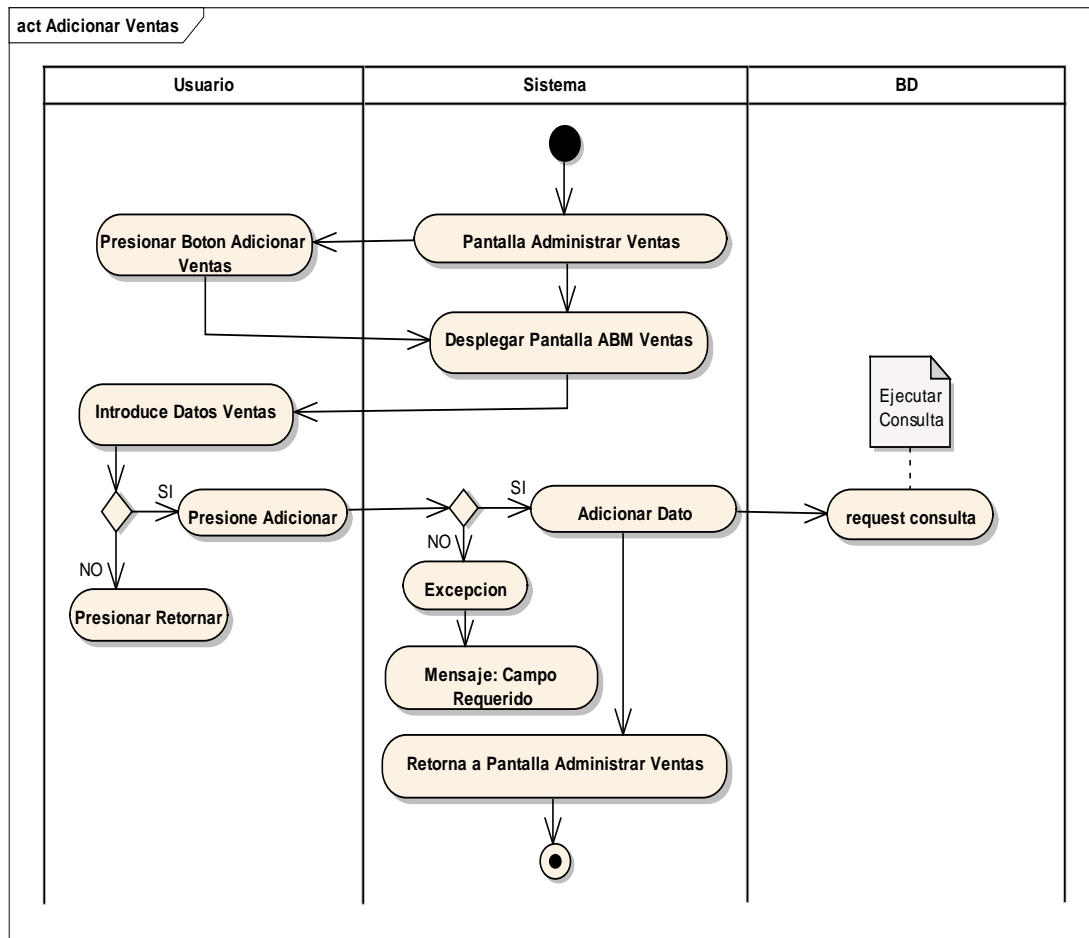 act Adicionar Ventas
Usuario
Sistema
BD
Presionar Boton Adicionar
Ventas
Pantalla Administrar Ventas
Desplegar Pantalla ABM Ventas
Introduce Datos Ventas
Ejecutar
Consulta
SI
Presione Adicionar
SI
Adicionar Dato
request consulta
NO
NO
Excepcion
Presionar Retornar
Mensaje: Campo
Requerido
Retorna a Pantalla Administrar Ventas